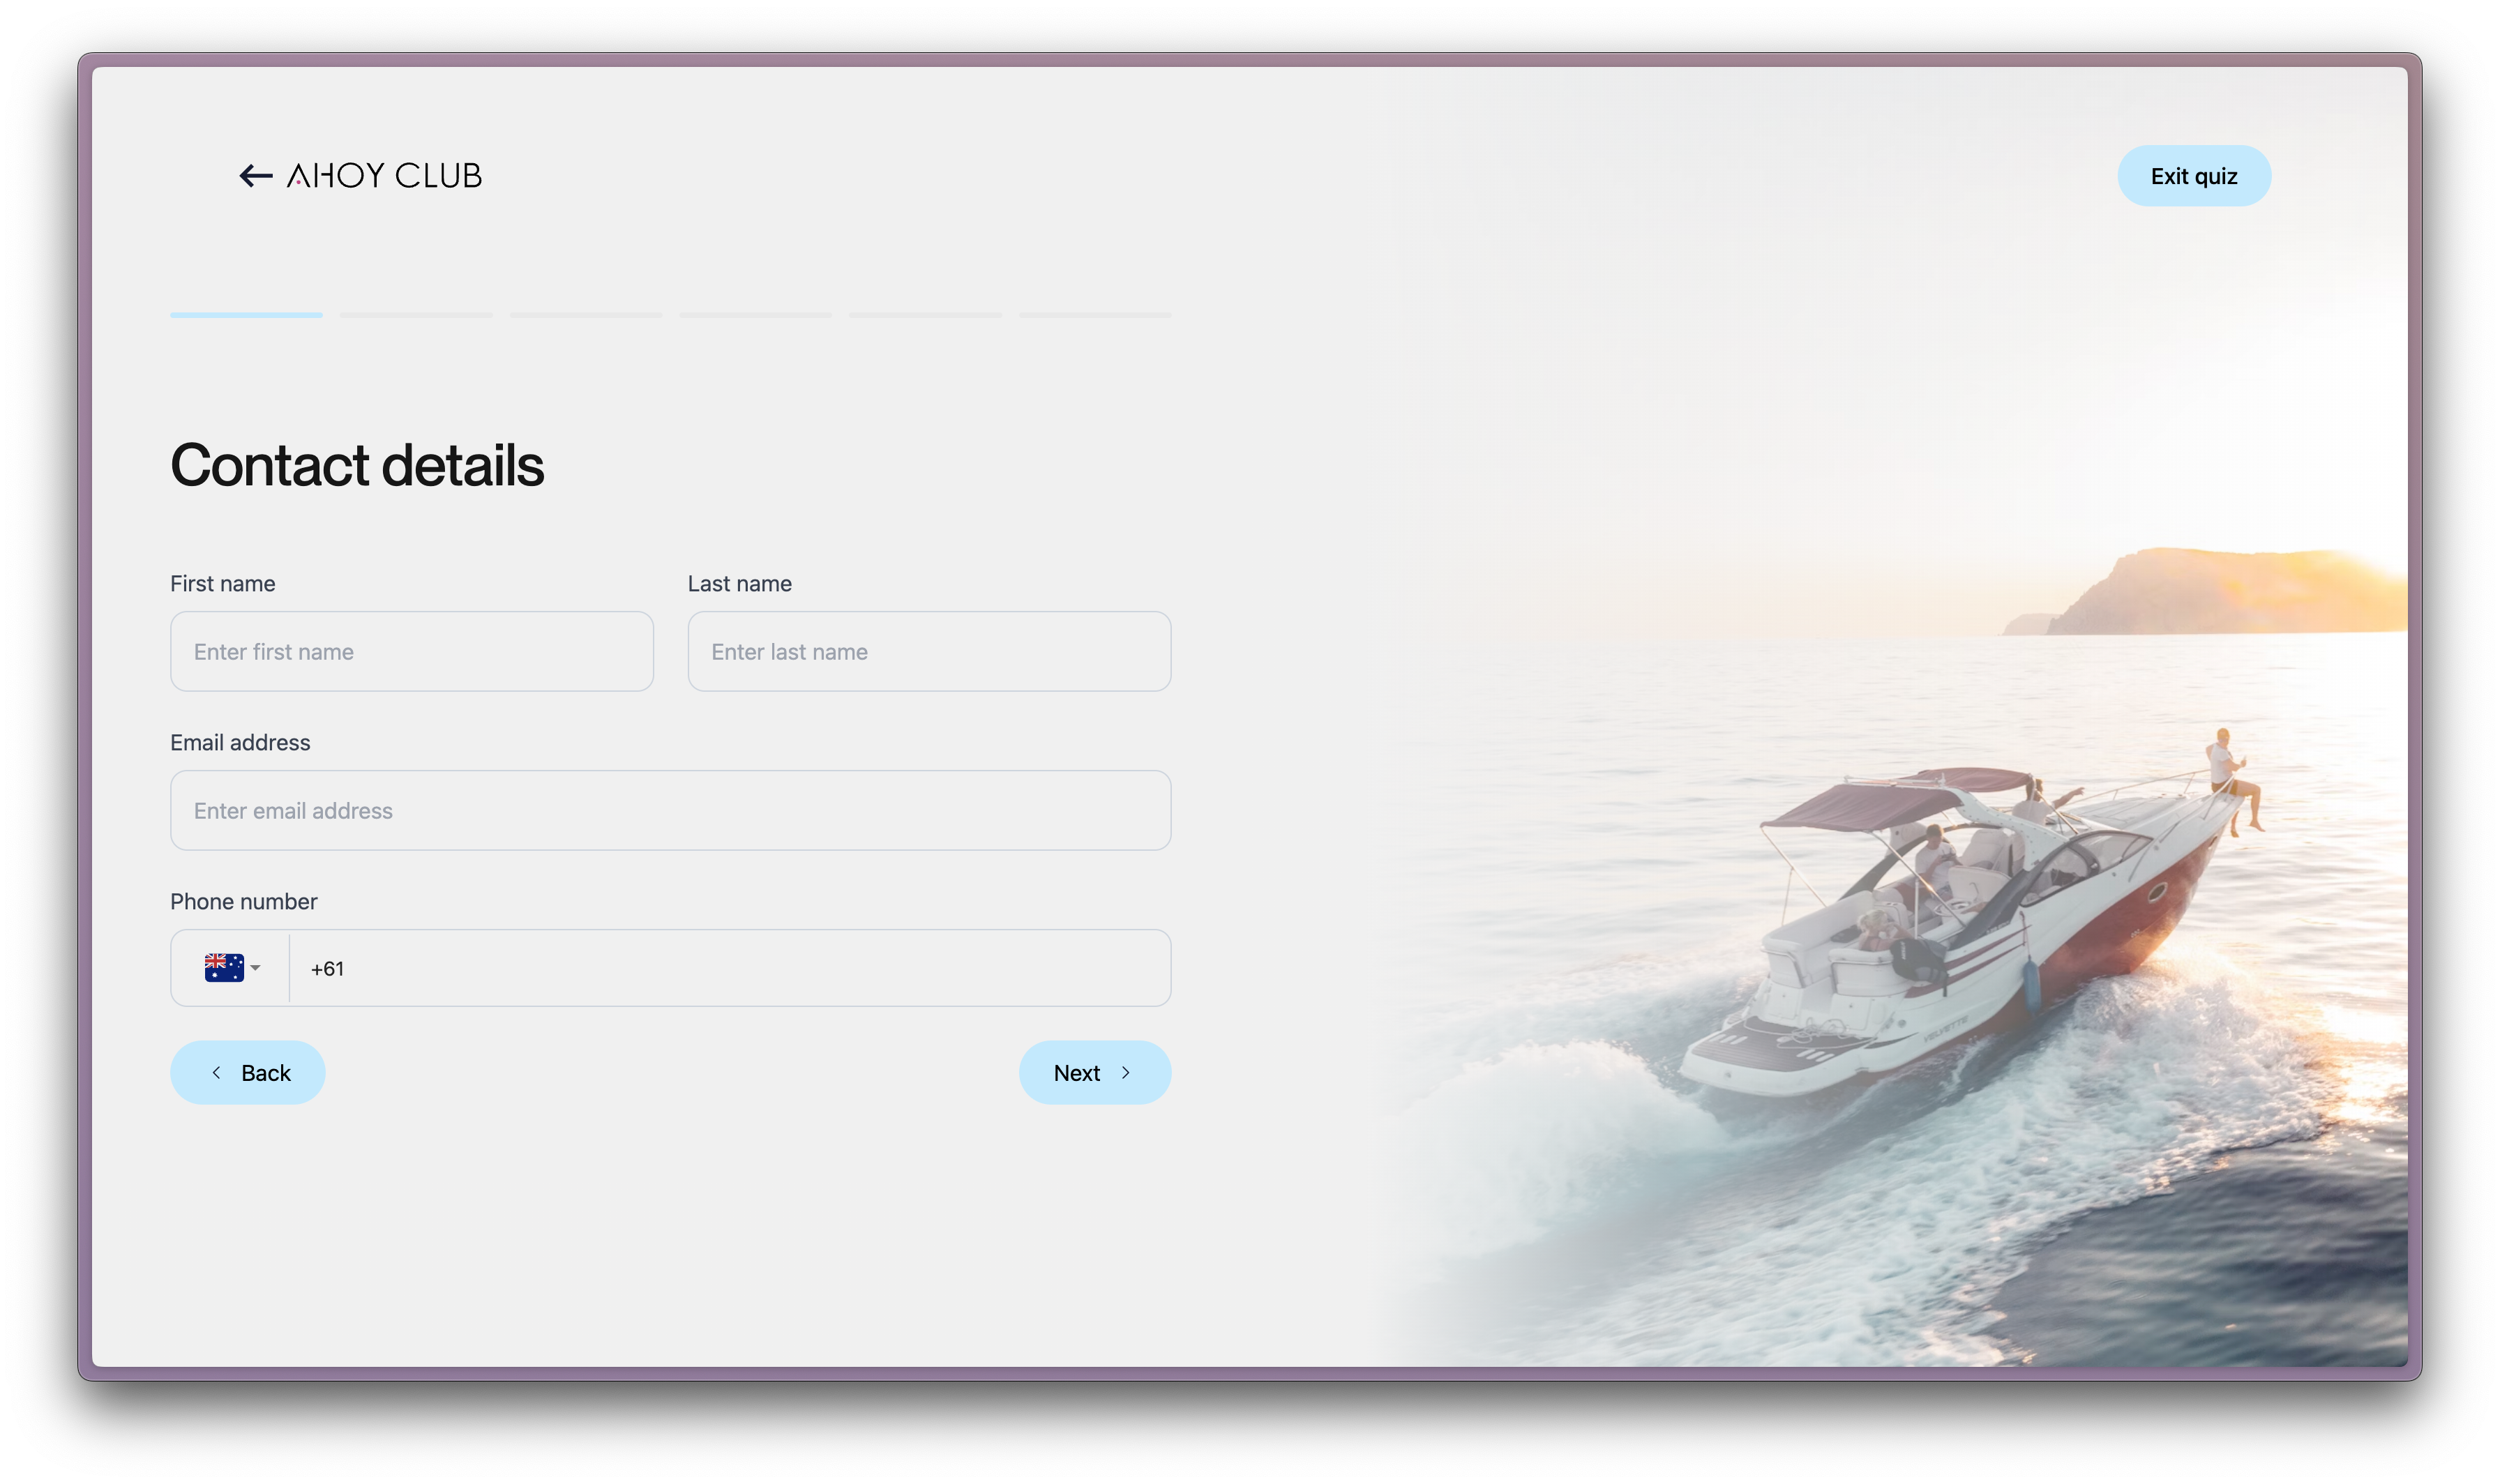 AHOY CLUB
Exit quiz
Contact details
First name
Last name
Enter first name
Enter last name
Email address
Enter email address
Phone number
+61
Back
Next
VELVETTE